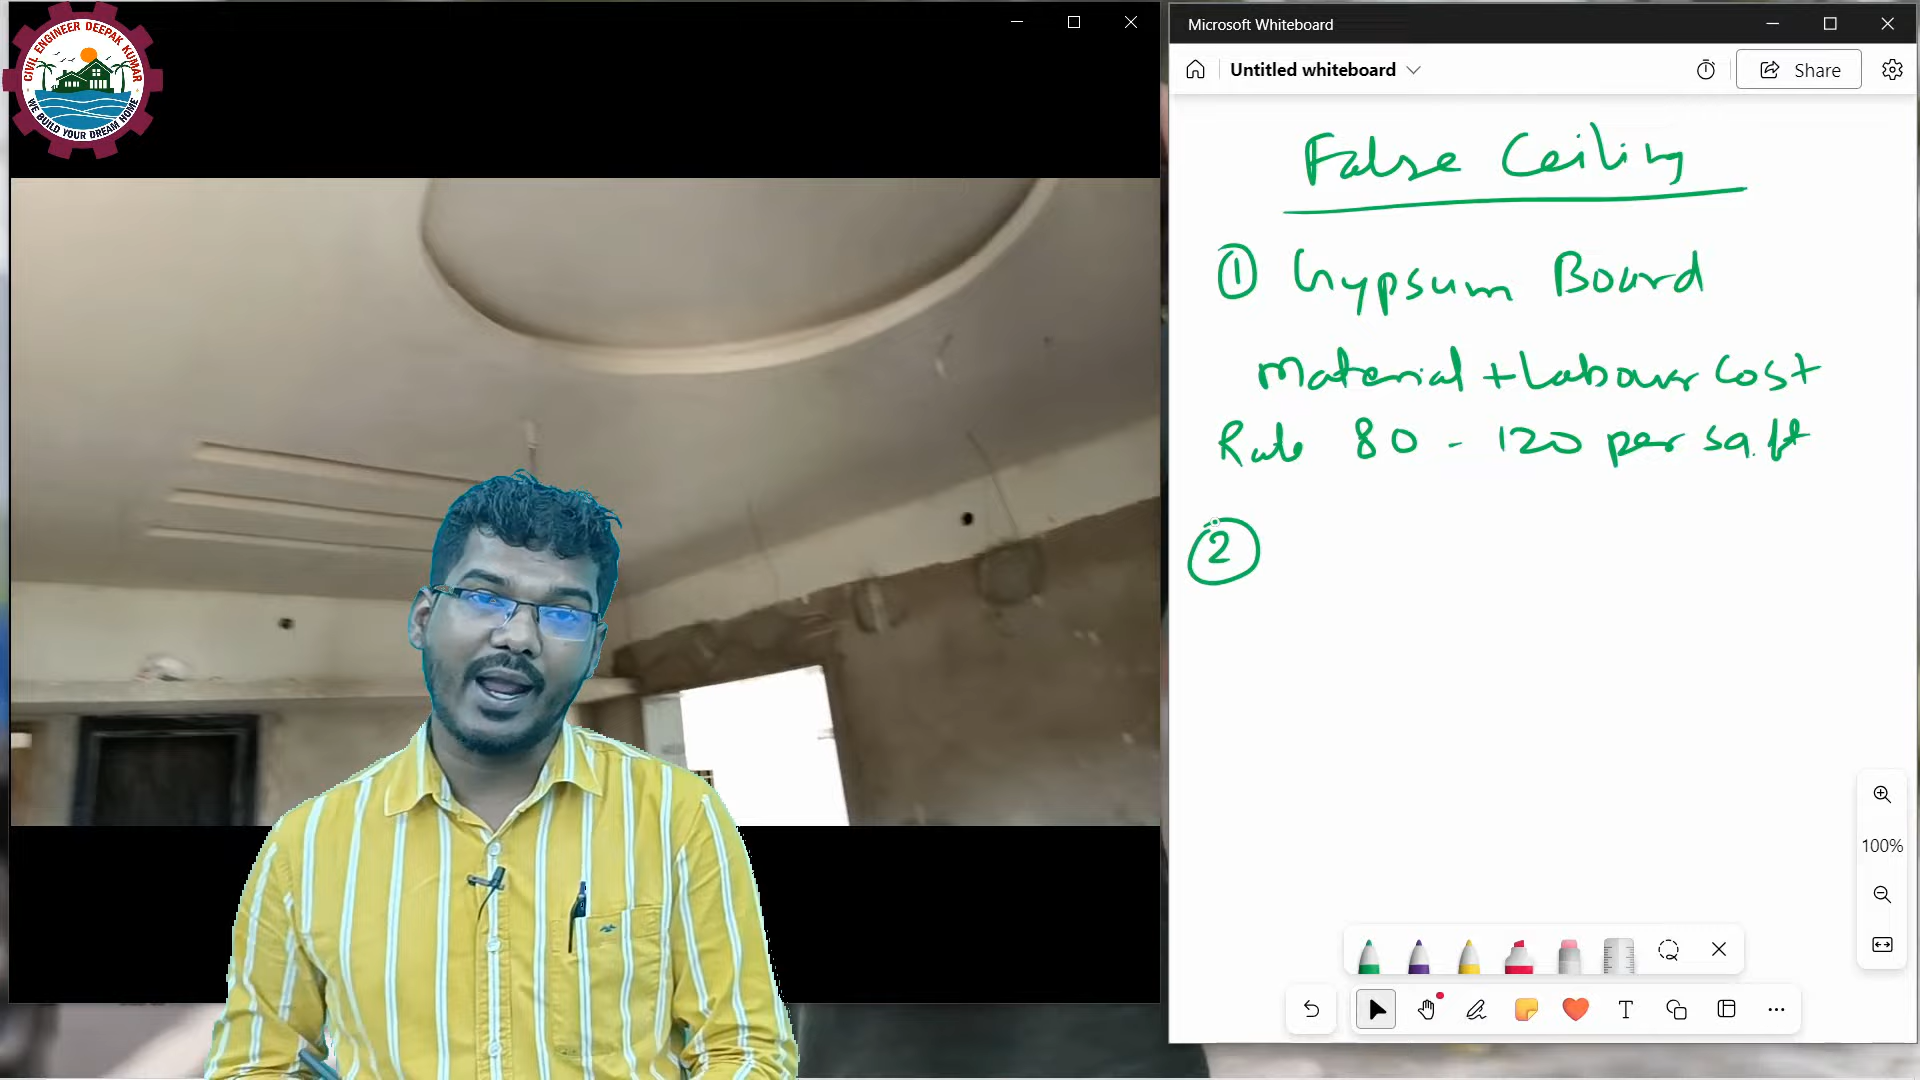 CIVIL ENGINEER DEEPAK KUMAR
WE BUILD YOUR DREAM HOME
Microsoft Whiteboard
Untitled whiteboard
Share
False Ceiling
① Gypsum Board
Material + Labour Cost
Rate 80 - 120 per sq.ft
②
100%